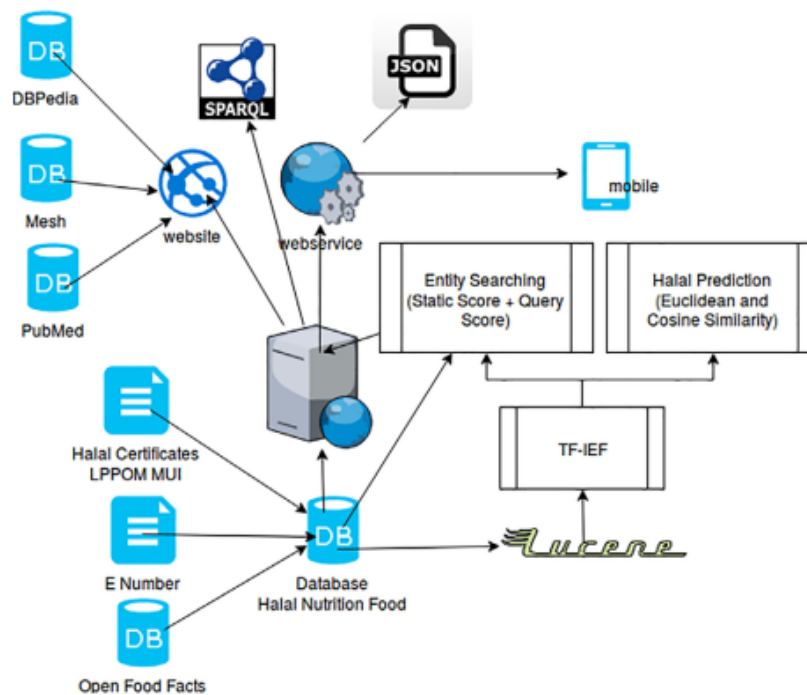 DB
DBPedia
DB
Mesh
DB
PubMed
website
SPARQL
JSON
webservice
mobile
Entity Searching
(Static Score + Query
Score)
Halal Prediction
(Euclidean and
Cosine Similarity)
TF-IEF
Halal Certificates
LPPOM MUI
E Number
DB
Open Food Facts
DB
Database
Halal Nutrition Food
Lucene